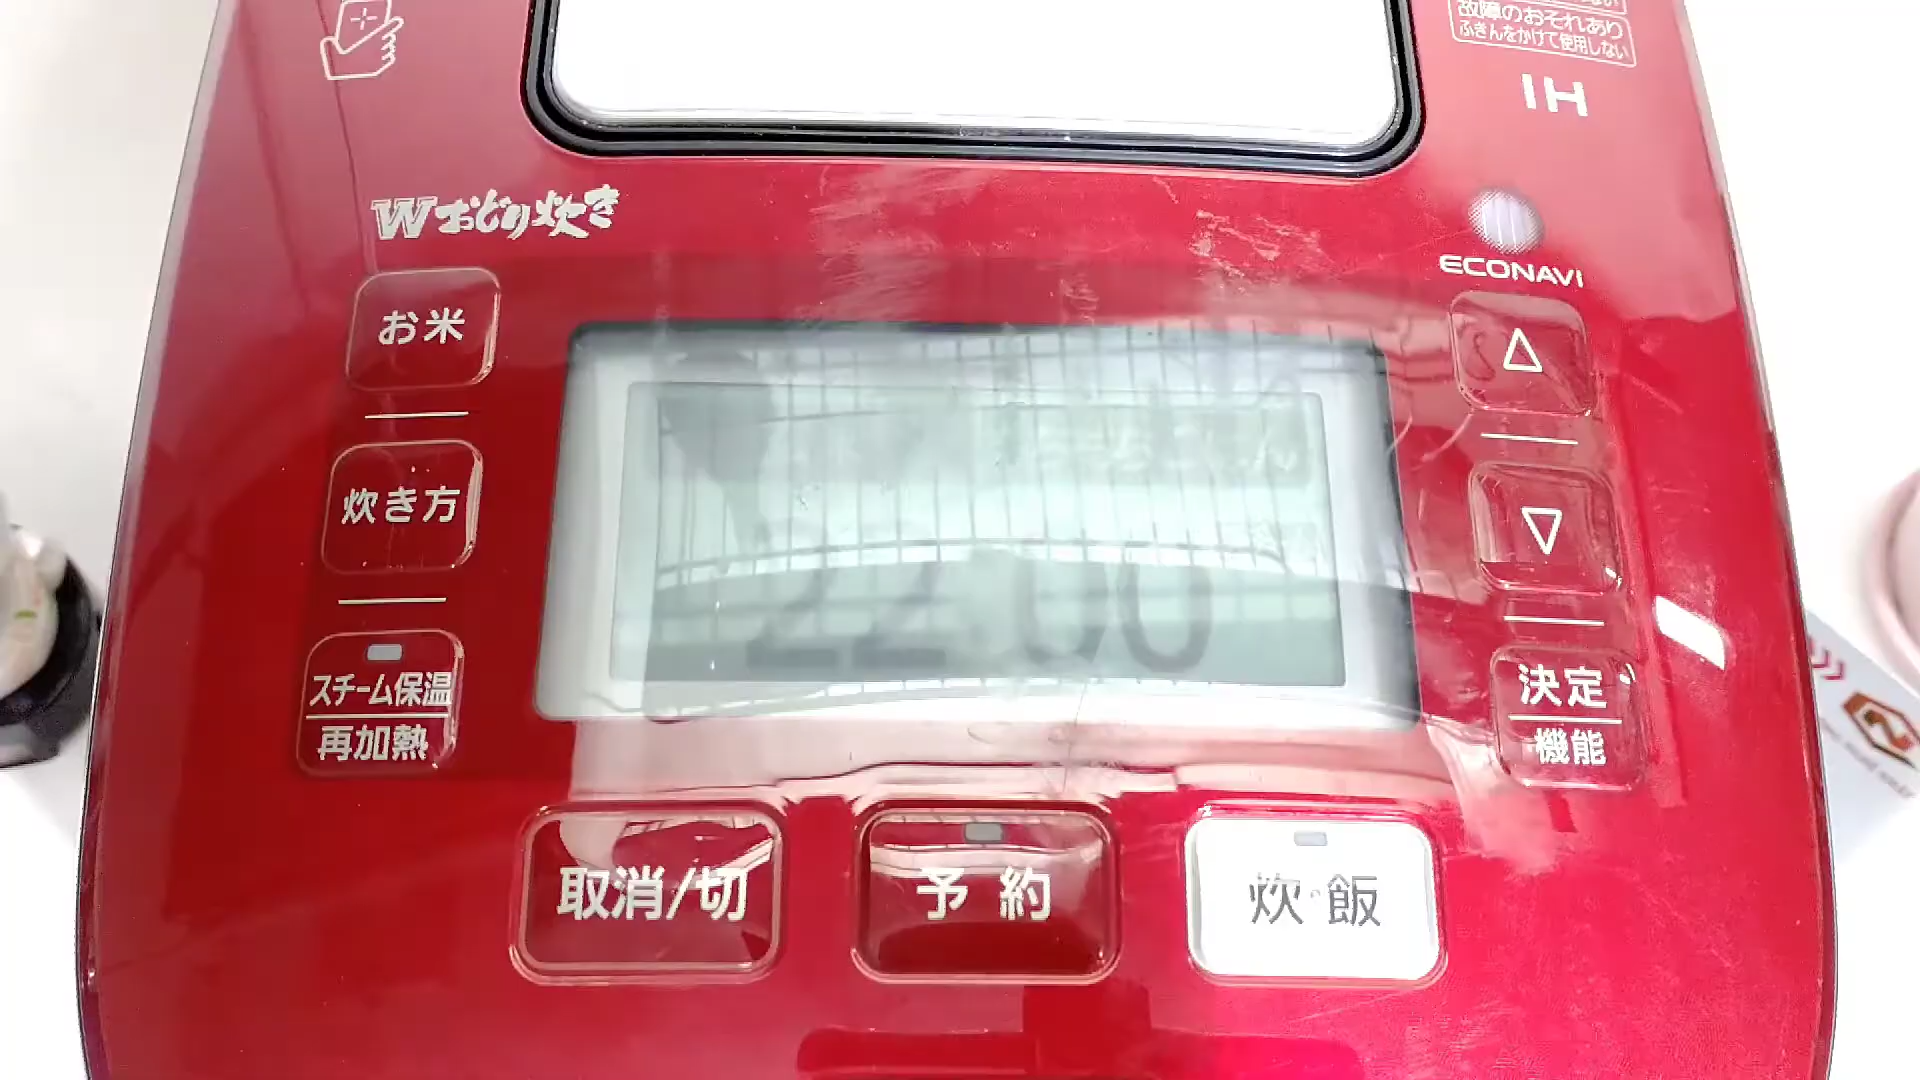 故障のおそれあり
ふきんをかけて使用しない
IH
Wおどり炊き
ECONAVI
お米
△
炊き方
▽
スチーム保温
再加熱
決定
機能
取消/切
予約
炊飯
22:00